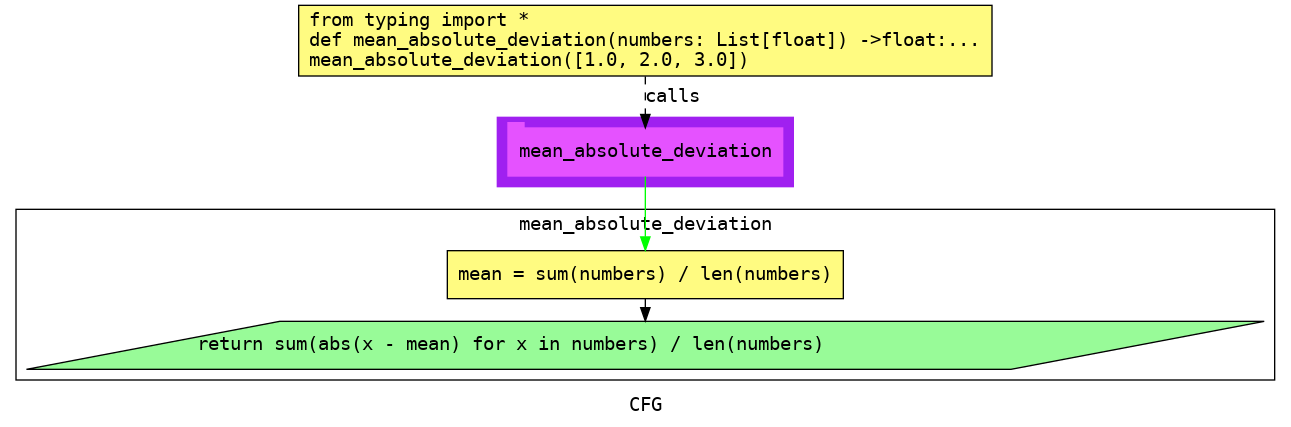 from typing import *
def mean_absolute_deviation(numbers: List[float]) ->float:...
mean_absolute_deviation([1.0, 2.0, 3.0])
calls
mean_absolute_deviation
mean_absolute_deviation
mean = sum(numbers) / len(numbers)
return sum(abs(x - mean) for x in numbers) / len(numbers)
CFG